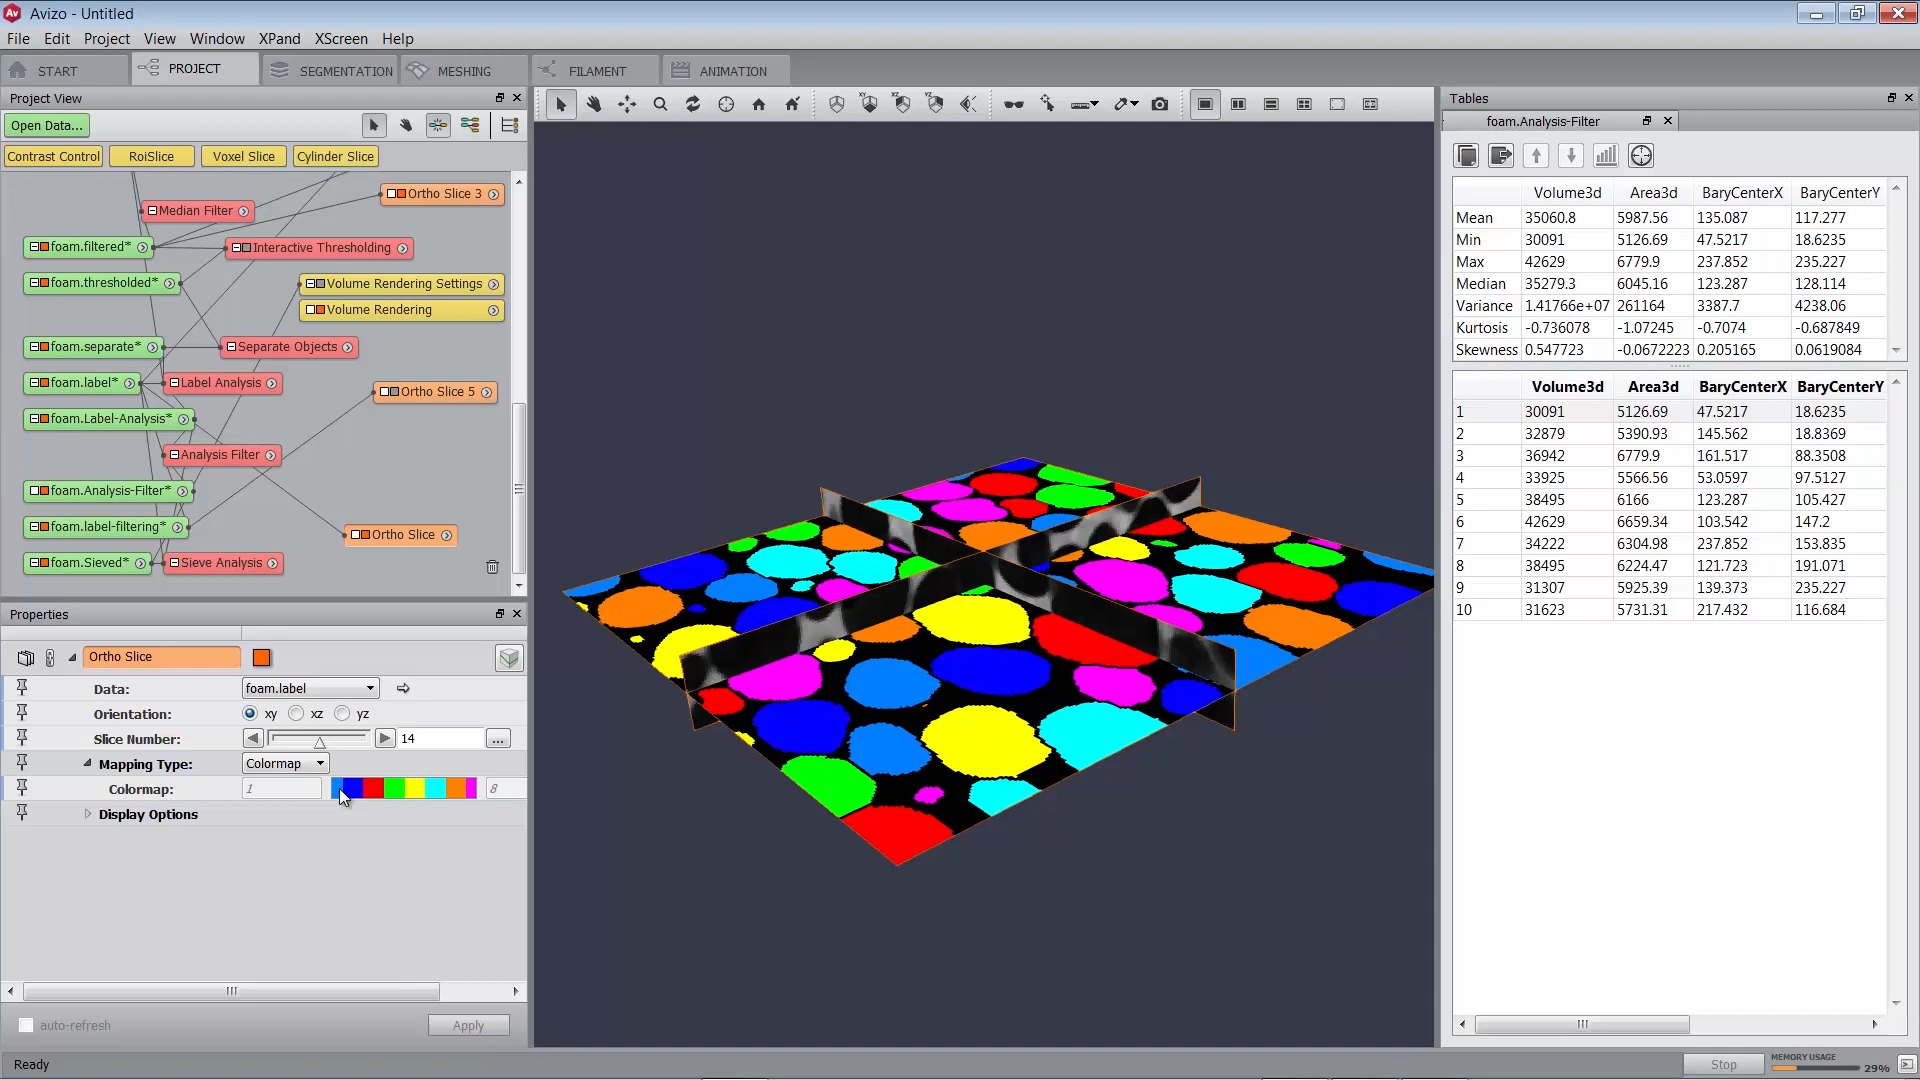 Av Avizo - Untitled
File Edit Project View Window XPand XScreen Help
START PROJECT SEGMENTATION MESHING FILAMENT ANIMATION
Project View
Open Data...
Contrast Control RoiSlice Voxel Slice Cylinder Slice
Ortho Slice 3
Median Filter
foam.filtered* Interactive Thresholding
foam.thresholded* Volume Rendering Settings
Volume Rendering
foam.separate* Separate Objects
foam.label* Label Analysis Ortho Slice 5
foam.Label-Analysis*
Analysis Filter
foam.Analysis-Filter*
foam.label-filtering* Ortho Slice
foam.Sieved* Sieve Analysis
Properties
Ortho Slice
Data: foam.label
Orientation: xy xz yz
Slice Number: 14 ...
Mapping Type: Colormap
Colormap: 1 8
Display Options
auto-refresh Apply
Ready
XY XZ YZ
Tables
foam.Analysis-Filter
Volume3d Area3d BaryCenterX BaryCenterY
Mean 35060.8 5987.56 135.087 117.277
Min 30091 5126.69 47.5217 18.6235
Max 42629 6779.9 237.852 235.227
Median 35279.3 6045.16 123.287 128.114
Variance 1.41766e+07 261164 3387.7 4238.06
Kurtosis -0.736078 -1.07245 -0.7074 -0.687849
Skewness 0.547723 -0.0672223 0.205165 0.0619084
Volume3d Area3d BaryCenterX BaryCenterY
1 30091 5126.69 47.5217 18.6235
2 32879 5390.93 145.562 18.8369
3 36942 6779.9 161.517 88.3508
4 33925 5566.56 53.0597 97.5127
5 38495 6166 123.287 105.427
6 42629 6659.34 103.542 147.2
7 34222 6304.98 237.852 153.835
8 38495 6224.47 121.723 191.071
9 31307 5925.39 139.373 235.227
10 31623 5731.31 217.432 116.684
Stop MEMORY USAGE 29%